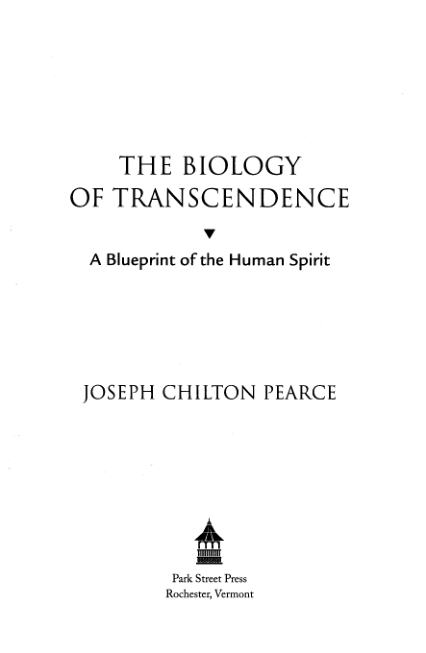 THE BIOLOGY
OF TRANSCENDENCE
A Blueprint of the Human Spirit
JOSEPH CHILTON PEARCE
Park Street Press
Rochester, Vermont